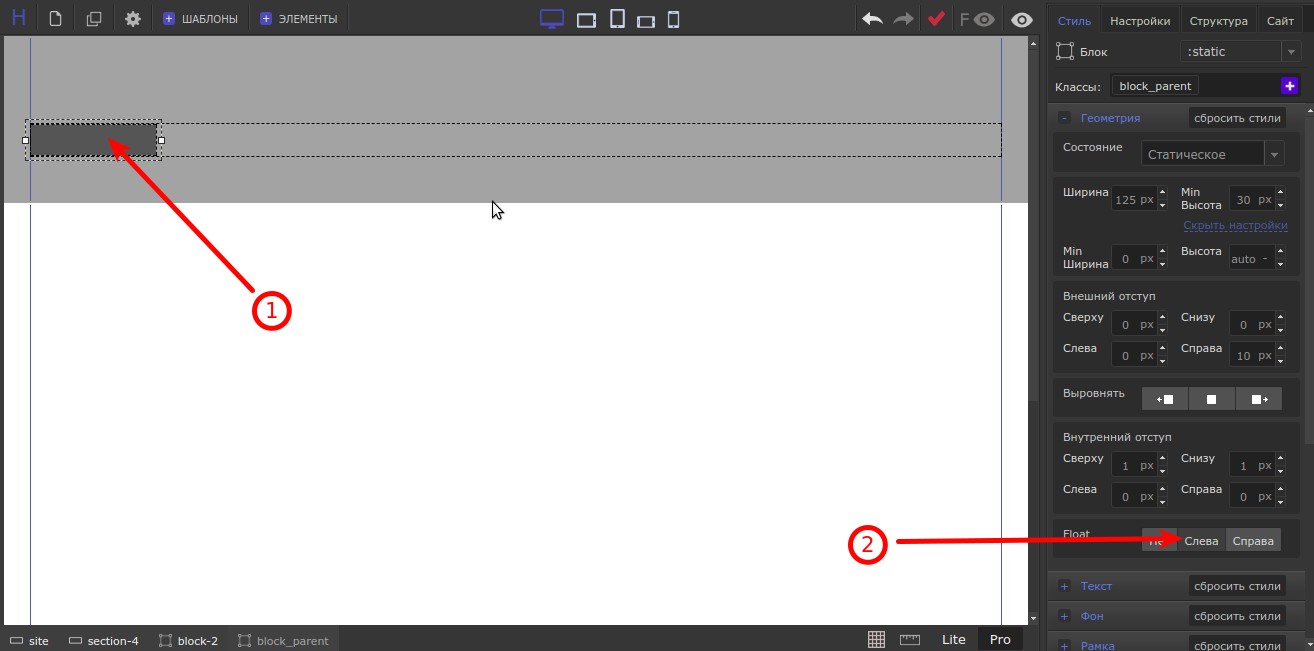 H + ШАБЛОНЫ + ЭЛЕМЕНТЫ F
Стиль Настройки Структура Сайт
Блок :static
Классы: block_parent +
- Геометрия сбросить стили
Состояние Статическое
Ширина 125 px Min Высота 30 px
Скрыть настройки
Min Ширина 0 px Высота auto -
Внешний отступ
Сверху 0 px Снизу 0 px
Слева 0 px Справа 10 px
Выровнять
Внутренний отступ
Сверху 1 px Снизу 1 px
Слева 0 px Справа 0 px
Float Слева Справа
+ Текст сбросить стили
+ Фон сбросить стили
+ Рамка сбросить стили
1
2
site section-4 block-2 block_parent Lite Pro